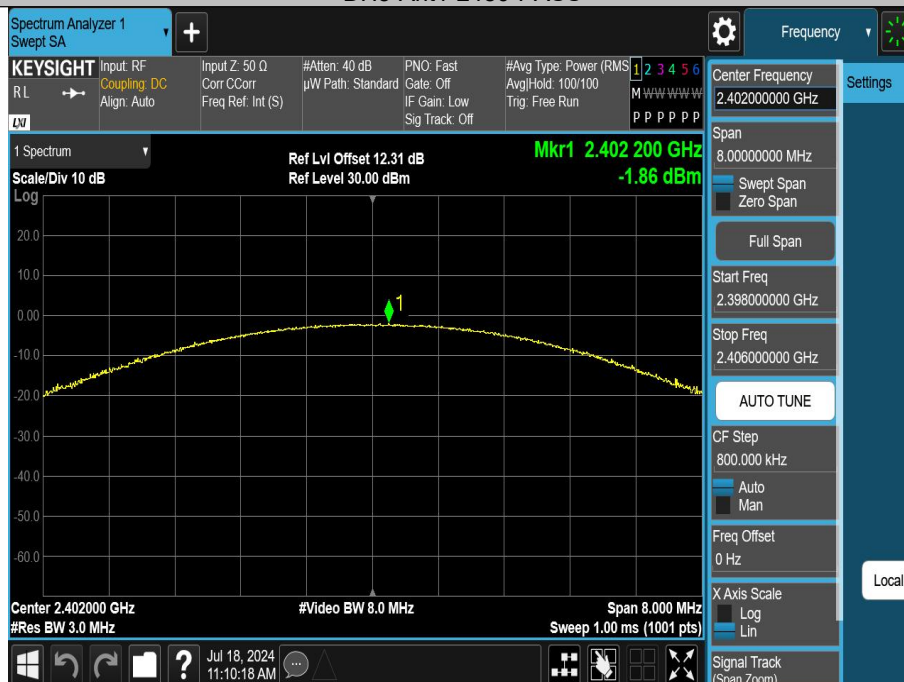 Spectrum Analyzer 1
Swept SA
Frequency
KEYSIGHT
RL
LXI
Input: RF
Coupling: DC
Align: Auto
Input Z: 50 Ω
Corr CCorr
Freq Ref: Int (S)
#Atten: 40 dB
µW Path: Standard
PNO: Fast
Gate: Off
IF Gain: Low
Sig Track: Off
#Avg Type: Power (RMS
Avg|Hold: 100/100
Trig: Free Run
1 2 3 4 5 6
M W W W W W
P P P P P P
Settings
Center Frequency
2.402000000 GHz
Span
8.00000000 MHz
Swept Span
Zero Span
Full Span
Start Freq
2.398000000 GHz
Stop Freq
2.406000000 GHz
AUTO TUNE
CF Step
800.000 kHz
Auto
Man
Freq Offset
0 Hz
X Axis Scale
Log
Lin
Signal Track
(Span Zoom)
Local
1 Spectrum
Scale/Div 10 dB
Log
Ref Lvl Offset 12.31 dB
Ref Level 30.00 dBm
Mkr1 2.402 200 GHz
-1.86 dBm
1
20.0
10.0
0.00
-10.0
-20.0
-30.0
-40.0
-50.0
-60.0
Center 2.402000 GHz
#Res BW 3.0 MHz
#Video BW 8.0 MHz
Span 8.000 MHz
Sweep 1.00 ms (1001 pts)
?
Jul 18, 2024
11:10:18 AM